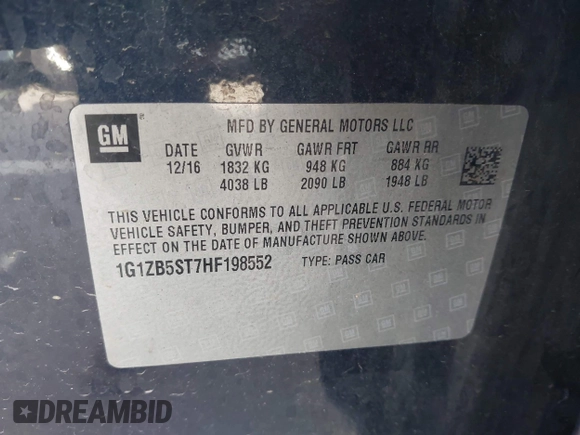 GM
MFD BY GENERAL MOTORS LLC
DATE GVWR GAWR FRT GAWR RR
12/16 1832 KG 948 KG 884 KG
4038 LB 2090 LB 1948 LB
THIS VEHICLE CONFORMS TO ALL APPLICABLE U.S. FEDERAL MOTOR
VEHICLE SAFETY, BUMPER, AND THEFT PREVENTION STANDARDS IN
EFFECT ON THE DATE OF MANUFACTURE SHOWN ABOVE.
1G1ZB5ST7HF198552 TYPE: PASS CAR
DREAMBID